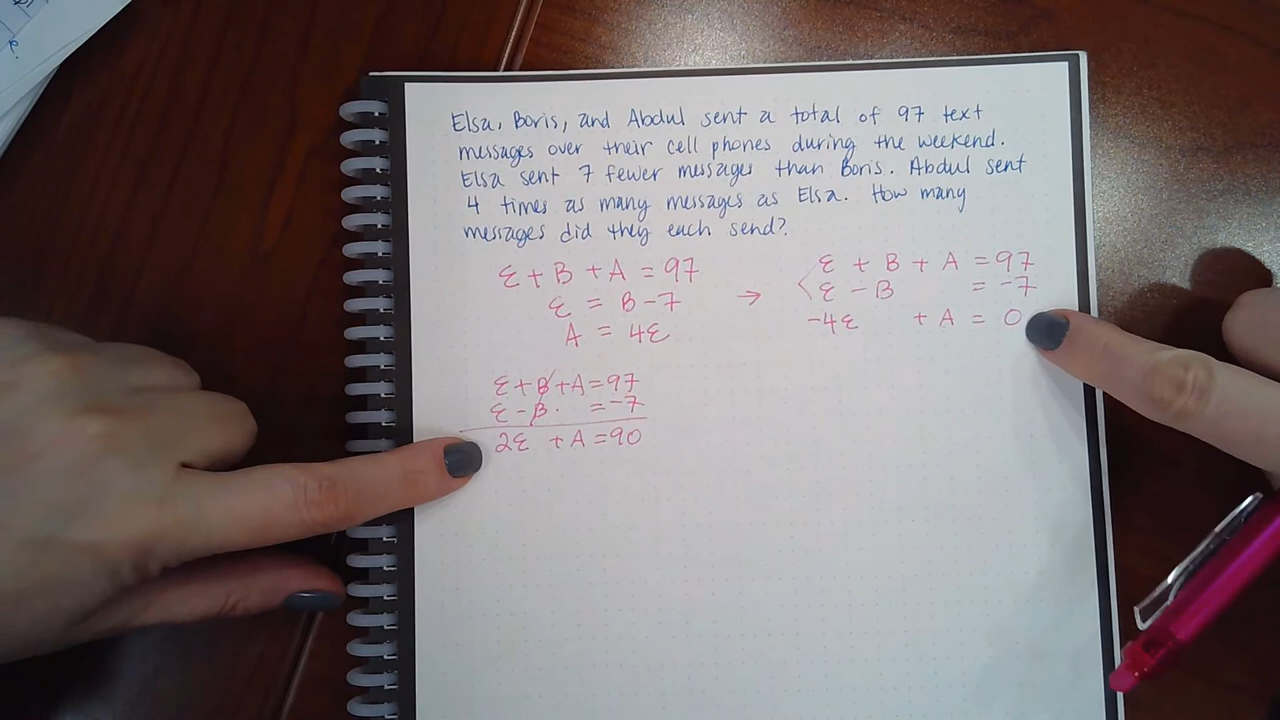 Elsa, Boris, and Abdul sent a total of 97 text
messages over their cell phones during the weekend.
Elsa sent 7 fewer messages than Boris. Abdul sent
4 times as many messages as Elsa. How many
messages did they each send?
E + B + A = 97
E = B - 7
A = 4E
→
E + B + A = 97
E - B = -7
-4E + A = 0
E + B + A = 97
E - B = -7
2E + A = 90